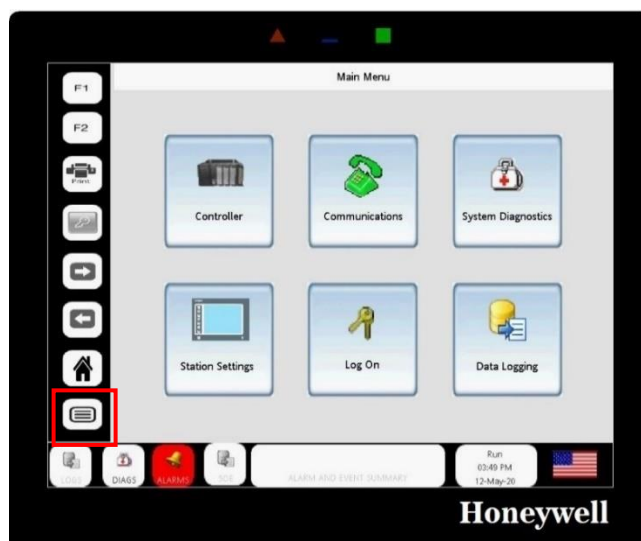 Main Menu
F1
F2
Print
Controller
Communications
System Diagnostics
Station Settings
Log On
Data Logging
LOGS
DIAGS
ALARMS
SOE
ALARM AND EVENT SUMMARY
Run
03:49 PM
12-May-20
Honeywell